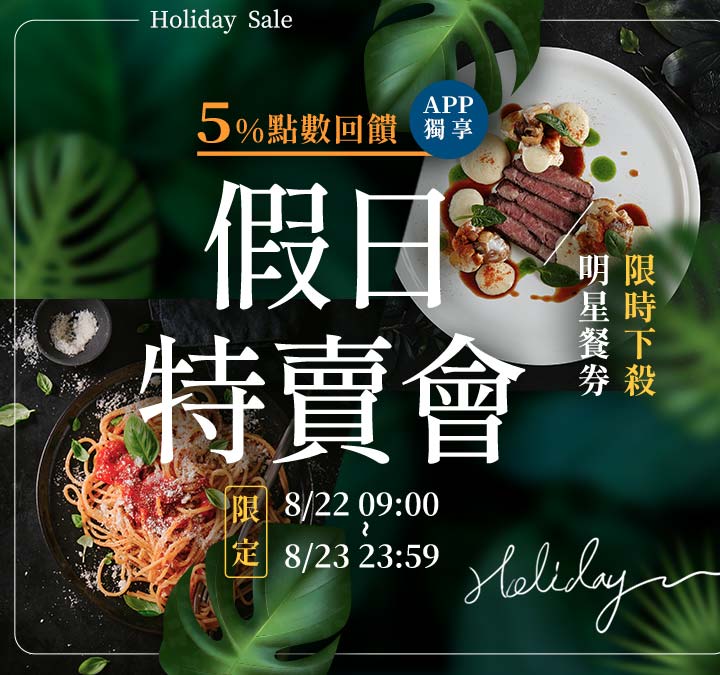 Holiday Sale
5%點數回饋
APP
獨享
假日
特賣會
限時下殺
明星餐券
限定
8/22 09:00
~
8/23 23:59
Holiday